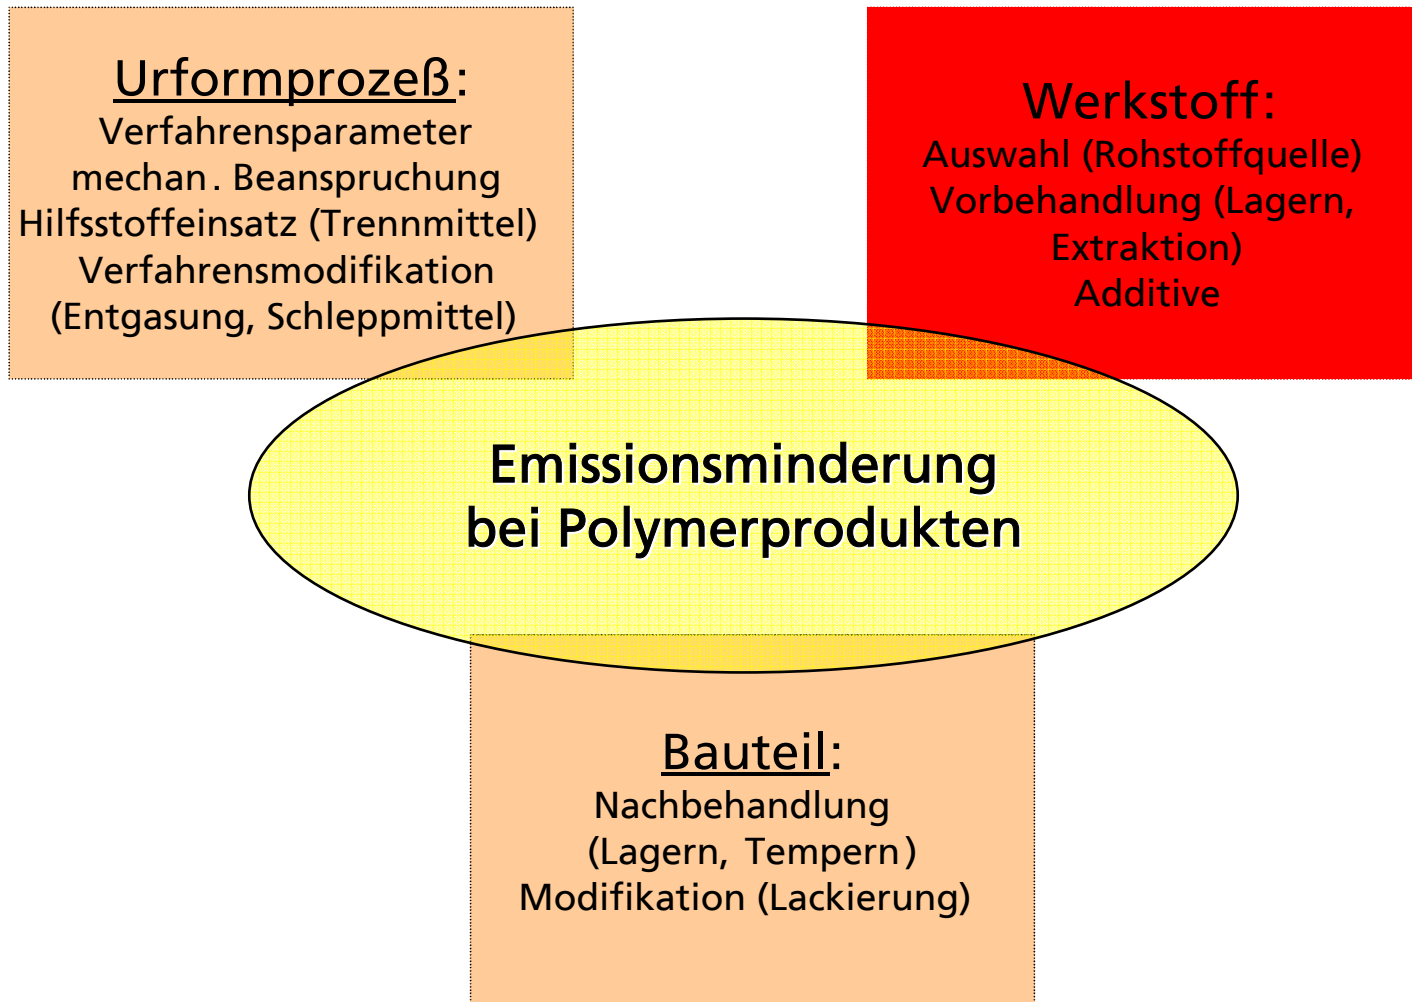 Urformprozeß:
Verfahrensparameter
mechan. Beanspruchung
Hilfsstoffeinsatz (Trennmittel)
Verfahrensmodifikation
(Entgasung, Schleppmittel)
Werkstoff:
Auswahl (Rohstoffquelle)
Vorbehandlung (Lagern,
Extraktion)
Additive
Emissionsminderung
bei Polymerprodukten
Bauteil:
Nachbehandlung
(Lagern, Tempern)
Modifikation (Lackierung)